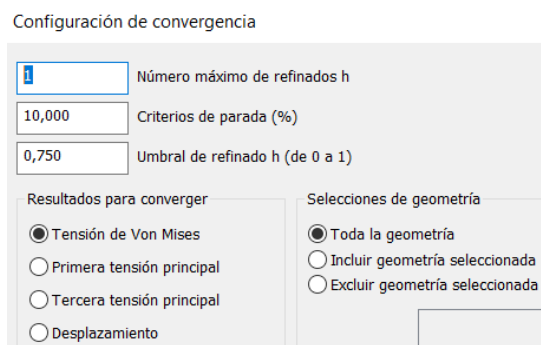 Configuración de convergencia
1 Número máximo de refinados h
10,000 Criterios de parada (%)
0,750 Umbral de refinado h (de 0 a 1)
Resultados para converger
Tensión de Von Mises
Primera tensión principal
Tercera tensión principal
Desplazamiento
Selecciones de geometría
Toda la geometría
Incluir geometría seleccionada
Excluir geometría seleccionada